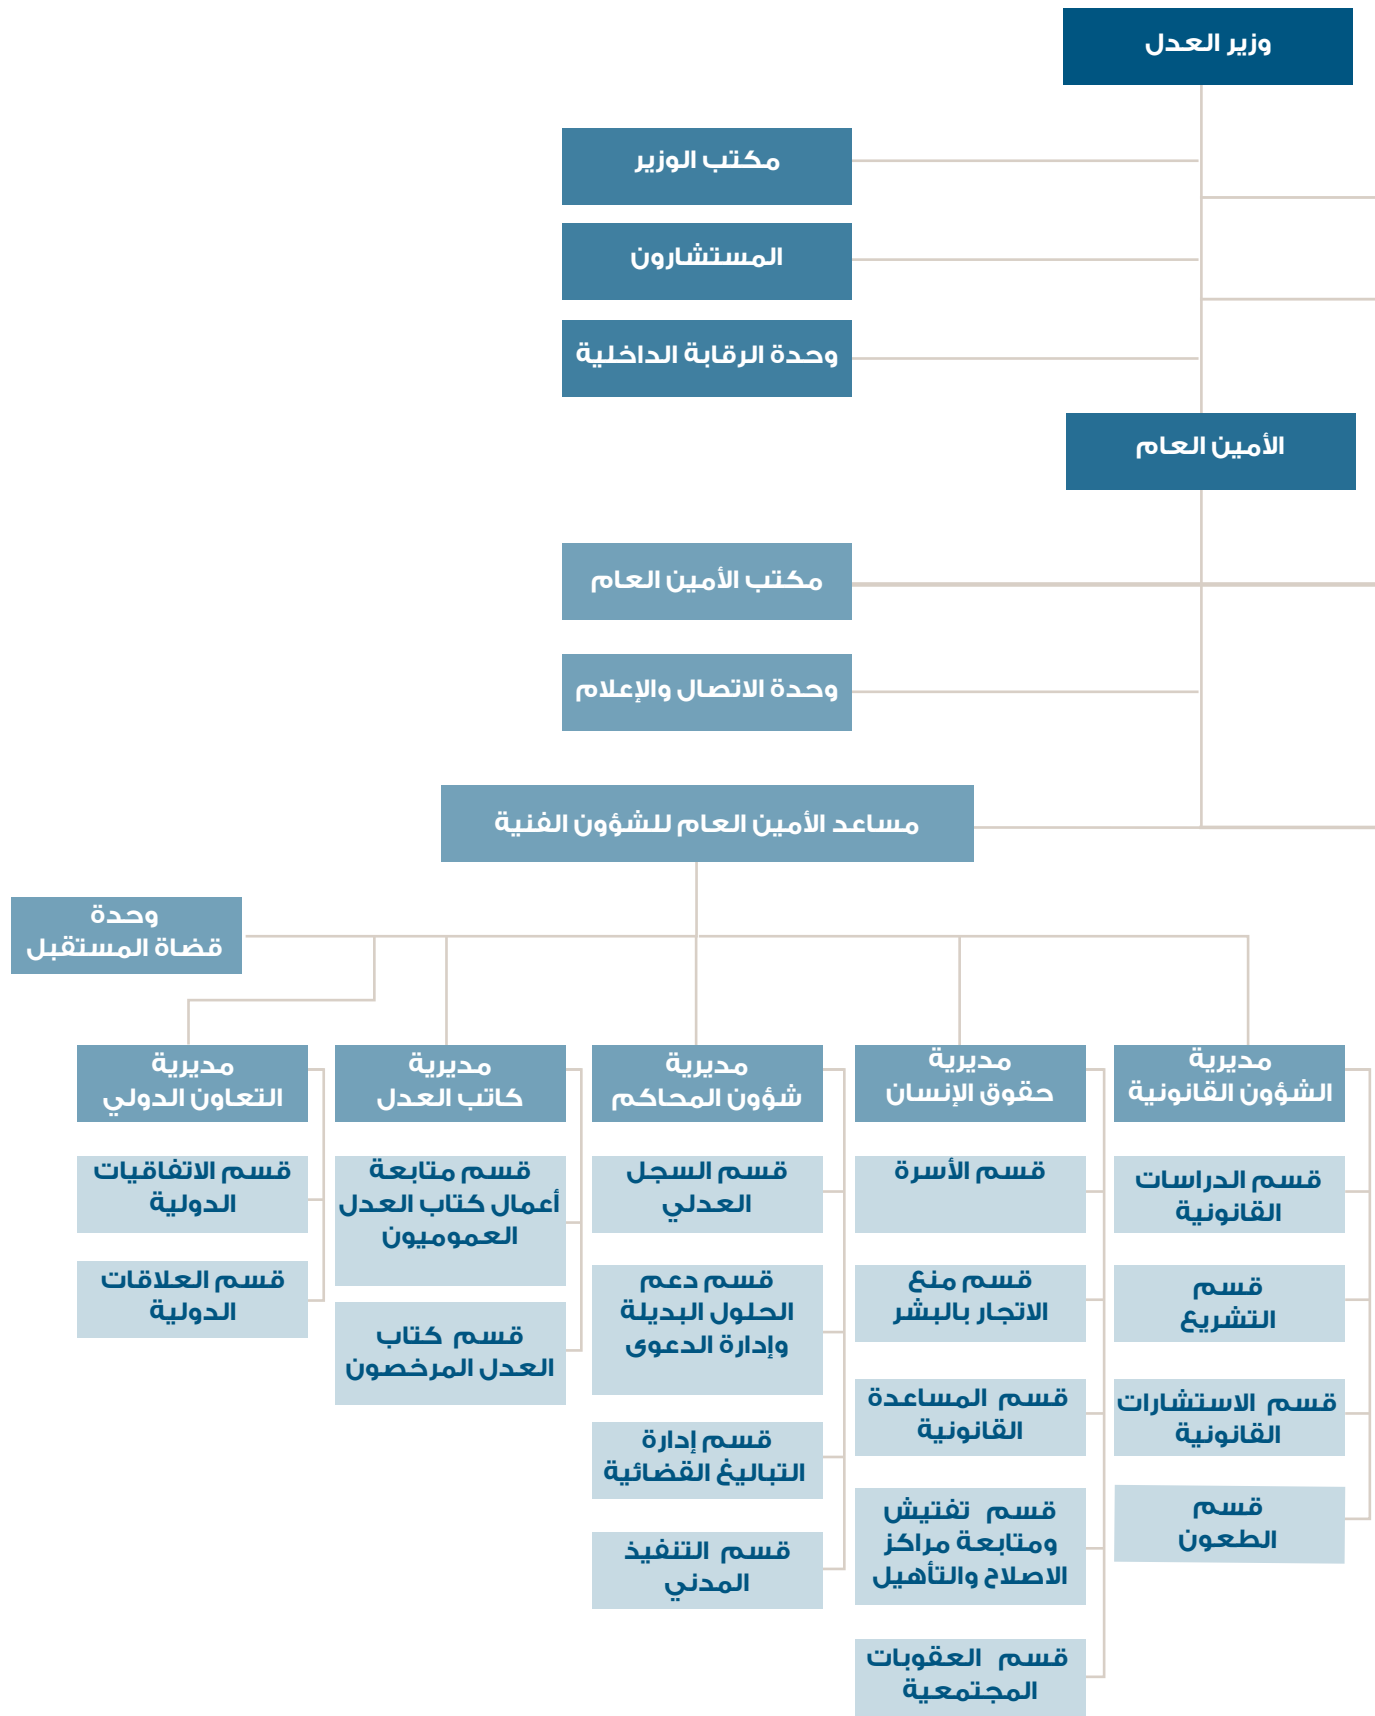 وزير العدل
مكتب الوزير
المستشارون
وحدة الرقابة الداخلية
الأمين العام
مكتب الأمين العام
وحدة الاتصال والإعلام
مساعد الأمين العام للشؤون الفنية
وحدة
قضاة المستقبل
مديرية
الشؤون القانونية
قسم الدراسات
القانونية
قسم
التشريع
قسم الاستشارات
القانونية
قسم
الطعون
مديرية
حقوق الإنسان
قسم الأسرة
قسم منع
الاتجار بالبشر
قسم المساعدة
القانونية
قسم تفتيش
ومتابعة مراكز
الاصلاح والتأهيل
قسم العقوبات
المجتمعية
مديرية
شؤون المحاكم
قسم السجل
العدلي
قسم دعم
الحلول البديلة
وإدارة الدعوى
قسم إدارة
التباليغ القضائية
قسم التنفيذ
المدني
مديرية
كاتب العدل
قسم متابعة
أعمال كتاب العدل
العموميون
قسم كتاب
العدل المرخصون
مديرية
التعاون الدولي
قسم الاتفاقيات
الدولية
قسم العلاقات
الدولية